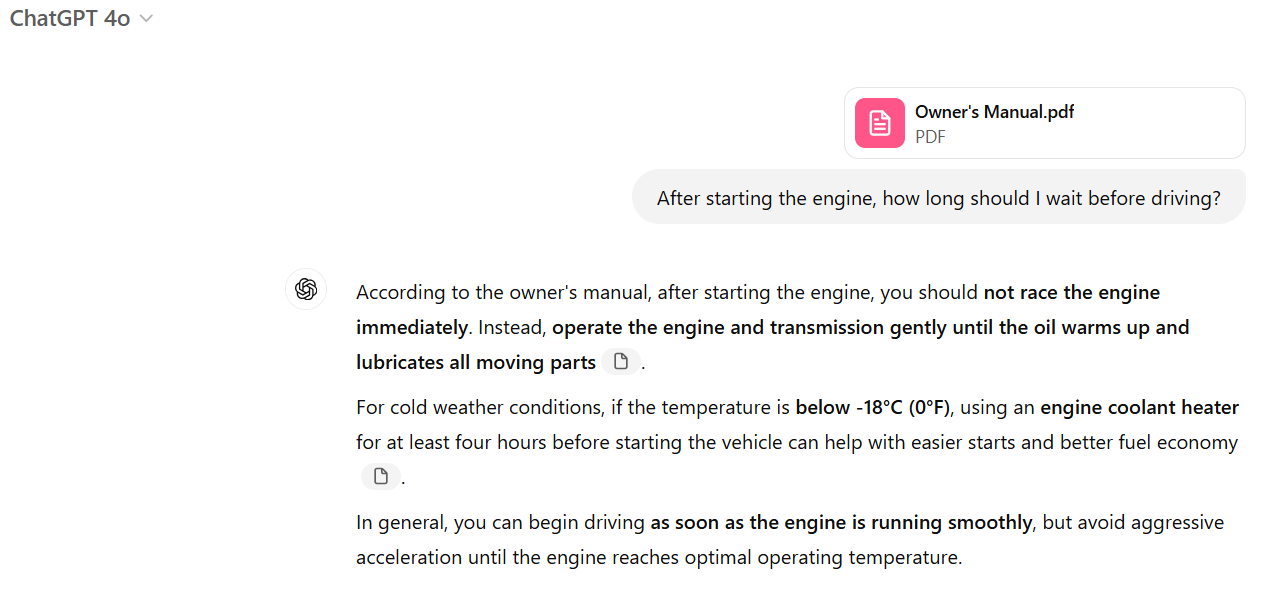 ChatGPT 4o
Owner's Manual.pdf
PDF
After starting the engine, how long should I wait before driving?
According to the owner's manual, after starting the engine, you should not race the engine
immediately. Instead, operate the engine and transmission gently until the oil warms up and
lubricates all moving parts .
For cold weather conditions, if the temperature is below -18°C (0°F), using an engine coolant heater
for at least four hours before starting the vehicle can help with easier starts and better fuel economy
.
In general, you can begin driving as soon as the engine is running smoothly, but avoid aggressive
acceleration until the engine reaches optimal operating temperature.